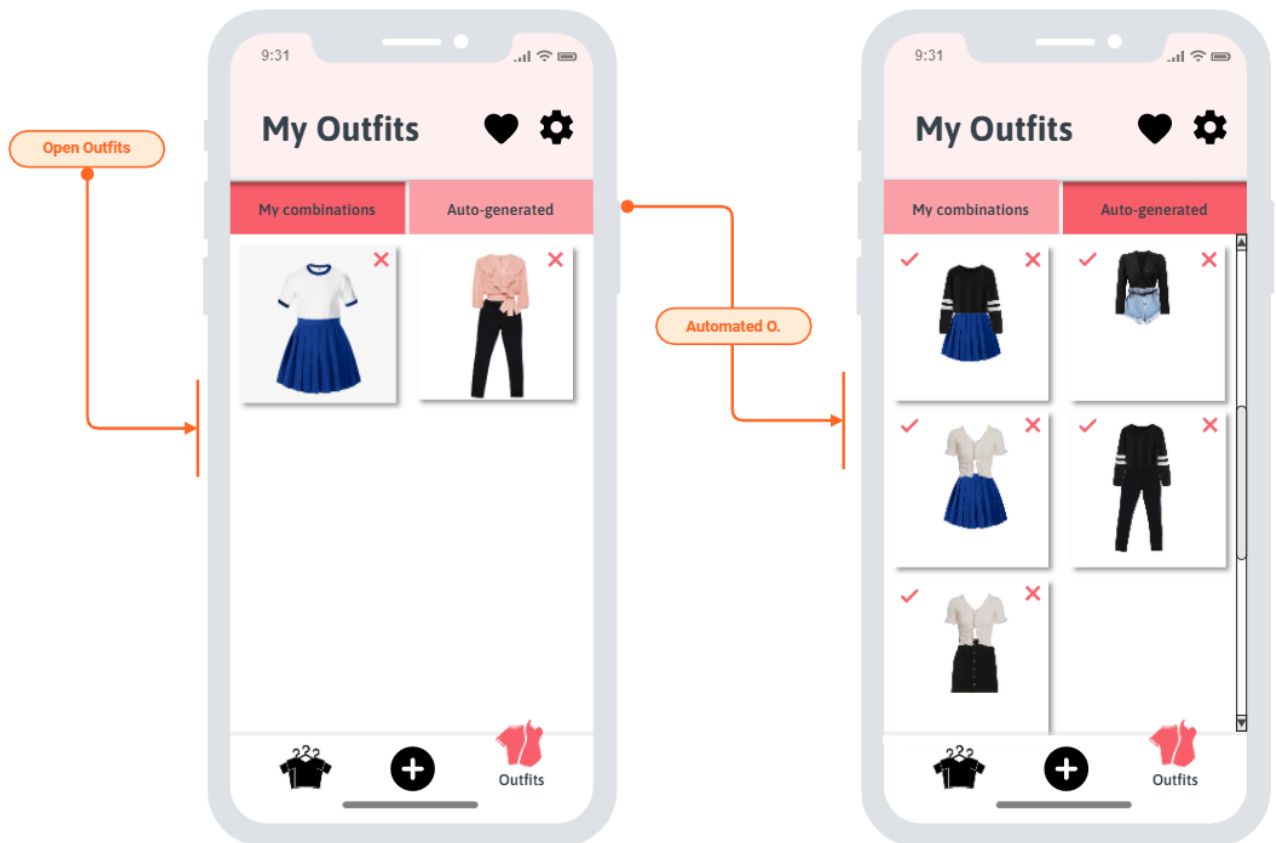 9:31
My Outfits
Open Outfits
My combinations
Auto-generated
Outfits
Automated O.
9:31
My Outfits
My combinations
Auto-generated
Outfits